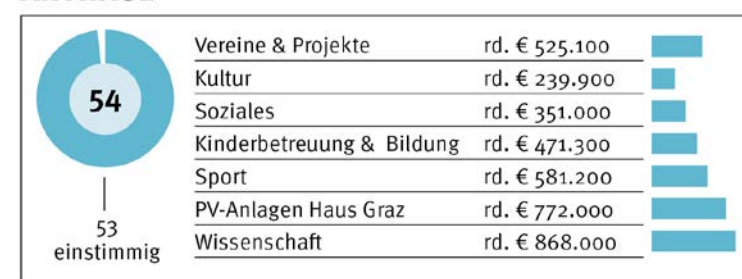 54
53
einstimmig
Vereine & Projekte rd. € 525.100
Kultur rd. € 239.900
Soziales rd. € 351.000
Kinderbetreuung & Bildung rd. € 471.300
Sport rd. € 581.200
PV-Anlagen Haus Graz rd. € 772.000
Wissenschaft rd. € 868.000